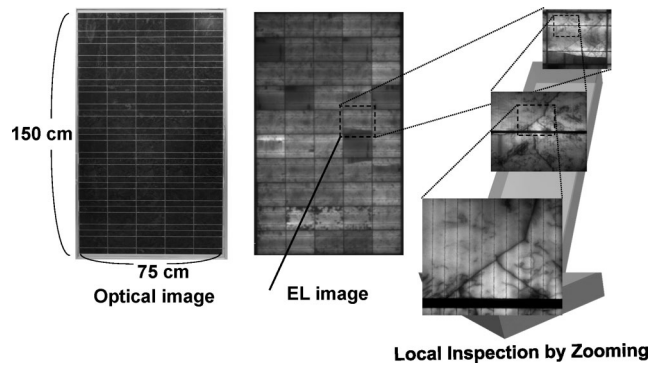 150 cm
75 cm
Optical image
EL image
Local Inspection by Zooming